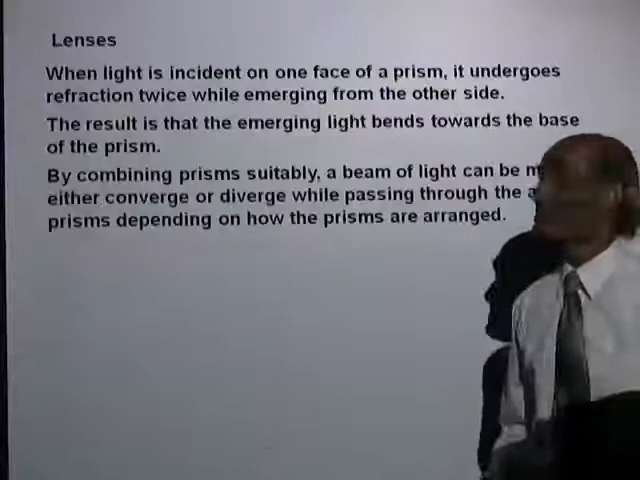 Lenses
When light is incident on one face of a prism, it undergoes
refraction twice while emerging from the other side.
The result is that the emerging light bends towards the base
of the prism.
By combining prisms suitably, a beam of light can be
either converge or diverge while passing through the
prisms depending on how the prisms are arranged.